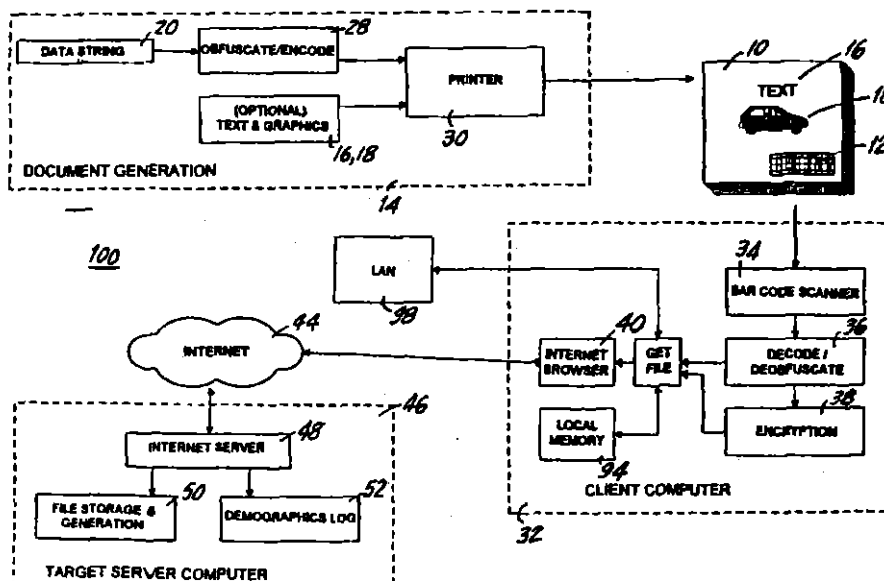 20
DATA STRING
28
OBFUSCATE/ENCODE
PRINTER
30
(OPTIONAL)
TEXT & GRAPHICS
16,18
DOCUMENT GENERATION
14
10
16
TEXT
12
100
LAN
98
34
BAR CODE SCANNER
44
INTERNET
40
INTERNET
BROWSER
GET
FILE
36
DECODE /
DEOBFUSCATE
38
ENCRYPTION
LOCAL
MEMORY
94
CLIENT COMPUTER
32
46
INTERNET SERVER
48
50
FILE STORAGE &
GENERATION
52
DEMOGRAPHICS LOG
TARGET SERVER COMPUTER